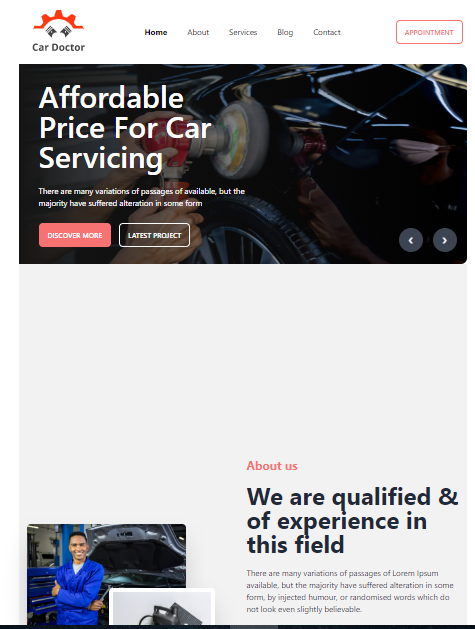 Car Doctor
Home
About
Services
Blog
Contact
APPOINTMENT
Affordable
Price For Car
Servicing
There are many variations of passages of available, but the
majority have suffered alteration in some form
DISCOVER MORE
LATEST PROJECT
About us
We are qualified &
of experience in
this field
There are many variations of passages of Lorem Ipsum
available, but the majority have suffered alteration in some
form, by injected humour, or randomised words which do
not look even slightly believable.